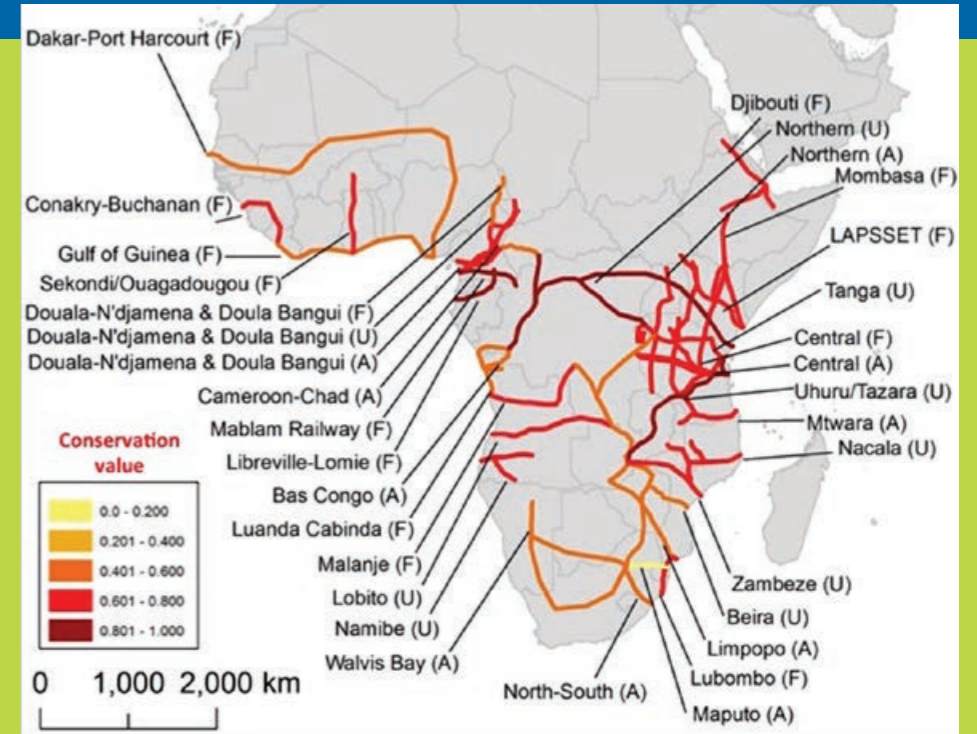 Dakar-Port Harcourt (F)
Conakry-Buchanan (F)
Gulf of Guinea (F)
Sekondi/Ouagadougou (F)
Douala-N'djamena & Doula Bangui (F)
Douala-N'djamena & Doula Bangui (U)
Douala-N'djamena & Doula Bangui (A)
Cameroon-Chad (A)
Mablam Railway (F)
Libreville-Lomie (F)
Bas Congo (A)
Luanda Cabinda (F)
Malanje (F)
Lobito (U)
Namibe (U)
Walvis Bay (A)
North-South (A)
Djibouti (F)
Northern (U)
Northern (A)
Mombasa (F)
LAPSSET (F)
Tanga (U)
Central (F)
Central (A)
Uhuru/Tazara (U)
Mtwara (A)
Nacala (U)
Zambeze (U)
Beira (U)
Limpopo (A)
Lubombo (F)
Maputo (A)
Conservation
value
0.0 - 0.200
0.201 - 0.400
0.401 - 0.600
0.601 - 0.800
0.801 - 1.000
0 1,000 2,000 km